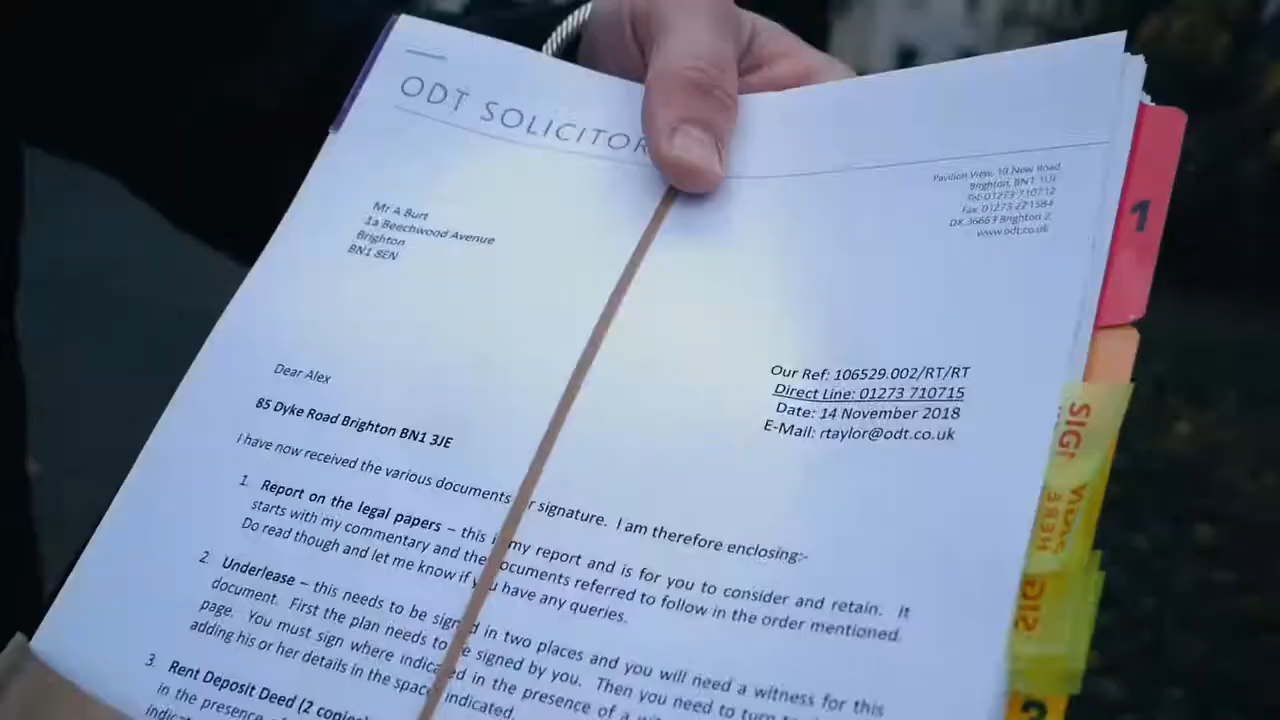 ODT SOLICITOR
Pavilion View, 19 New Road
Brighton, BN1 1UF
Tel: 01273 710712
Fax: 01273 221584
DX 36663 Brighton 2
www.odt.co.uk
Mr A Burt
1a Beechwood Avenue
Brighton
BN1 8EN
Dear Alex
Our Ref: 106529.002/RT/RT
Direct Line: 01273 710715
Date: 14 November 2018
E-Mail: rtaylor@odt.co.uk
85 Dyke Road Brighton BN1 3JE
I have now received the various documents r signature. I am therefore enclosing:-
1. Report on the legal papers – this i my report and is for you to consider and retain. It
starts with my commentary and the ocuments referred to follow in the order mentioned.
Do read though and let me know if y u have any queries.
2. Underlease – this needs to be sign d in two places and you will need a witness for this
document. First the plan needs to be signed by you. Then you need to turn
page. You must sign where indicated in the presence of a
adding his or her details in the space indicated.
3. Rent Deposit Deed (2 copies)
in the presence
1
SIGN
HERE
SIG
2